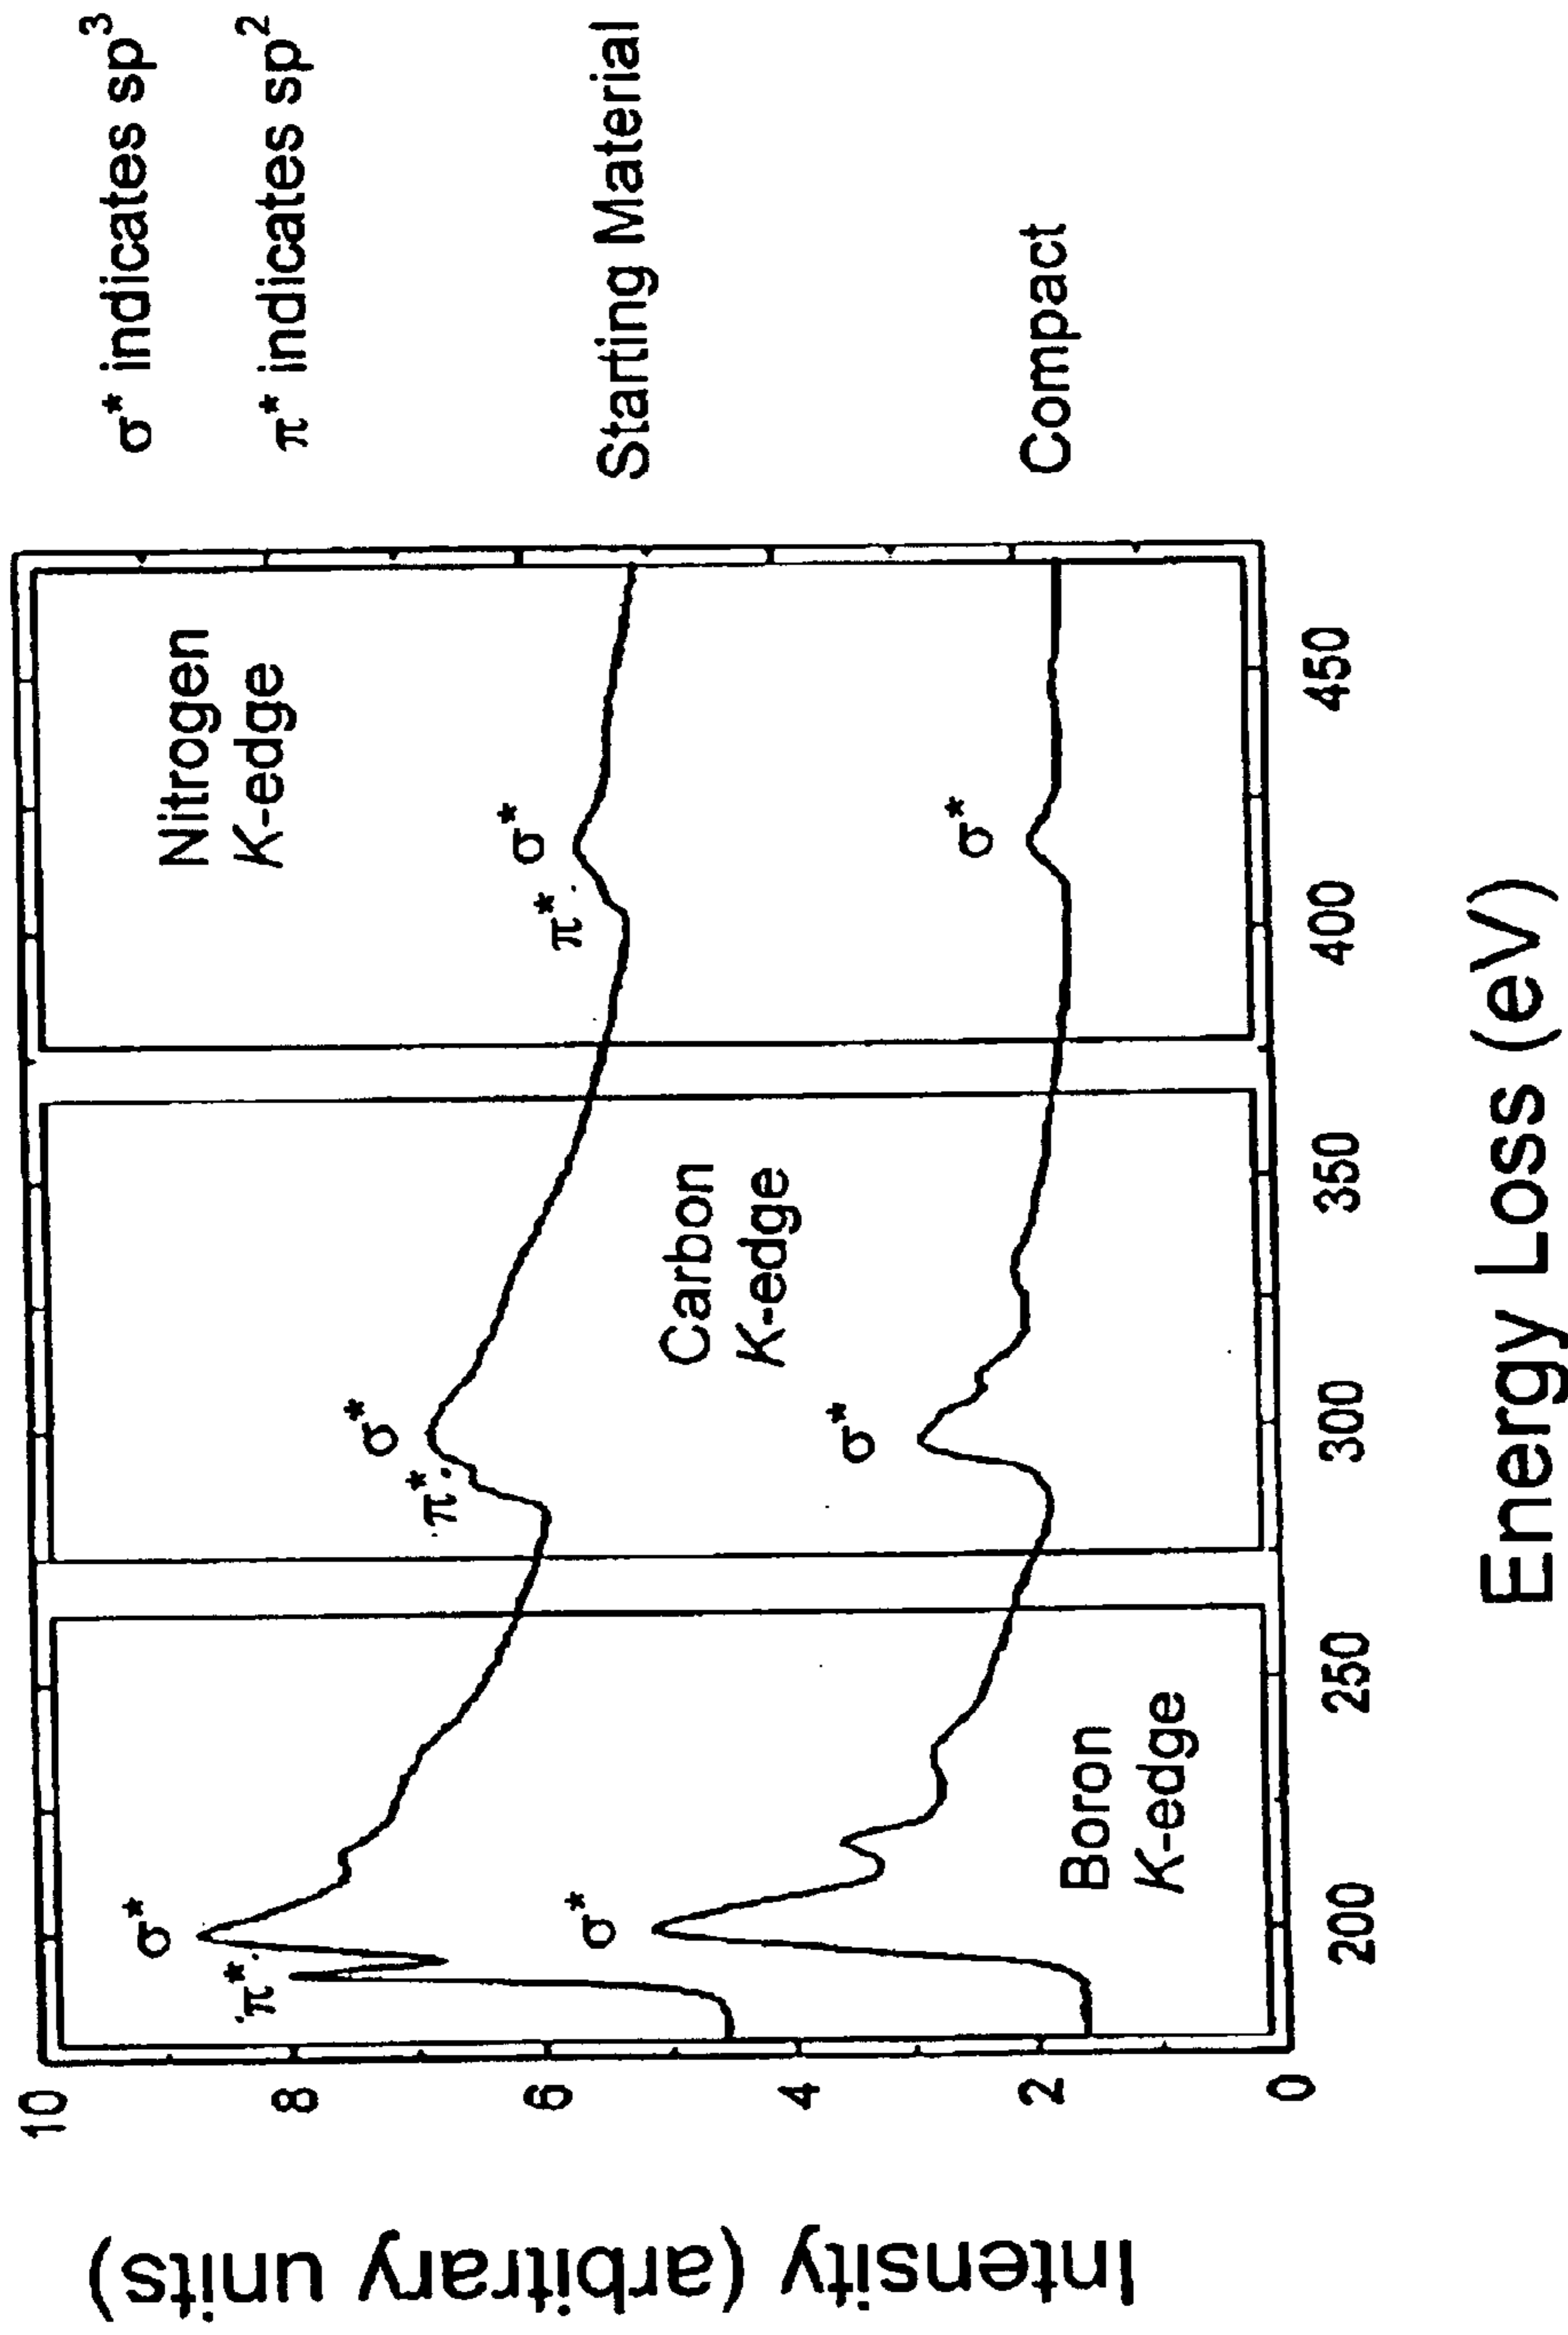 σ* indicates sp³
π* indicates sp²
Starting Material
Compact
Nitrogen
K-edge
Carbon
K-edge
Boron
K-edge
π*
σ*
π*
σ*
π*
σ*
σ*
σ*
σ*
10
8
6
4
2
0
200
250
300
350
400
450
Energy Loss (eV)
Intensity (arbitrary units)